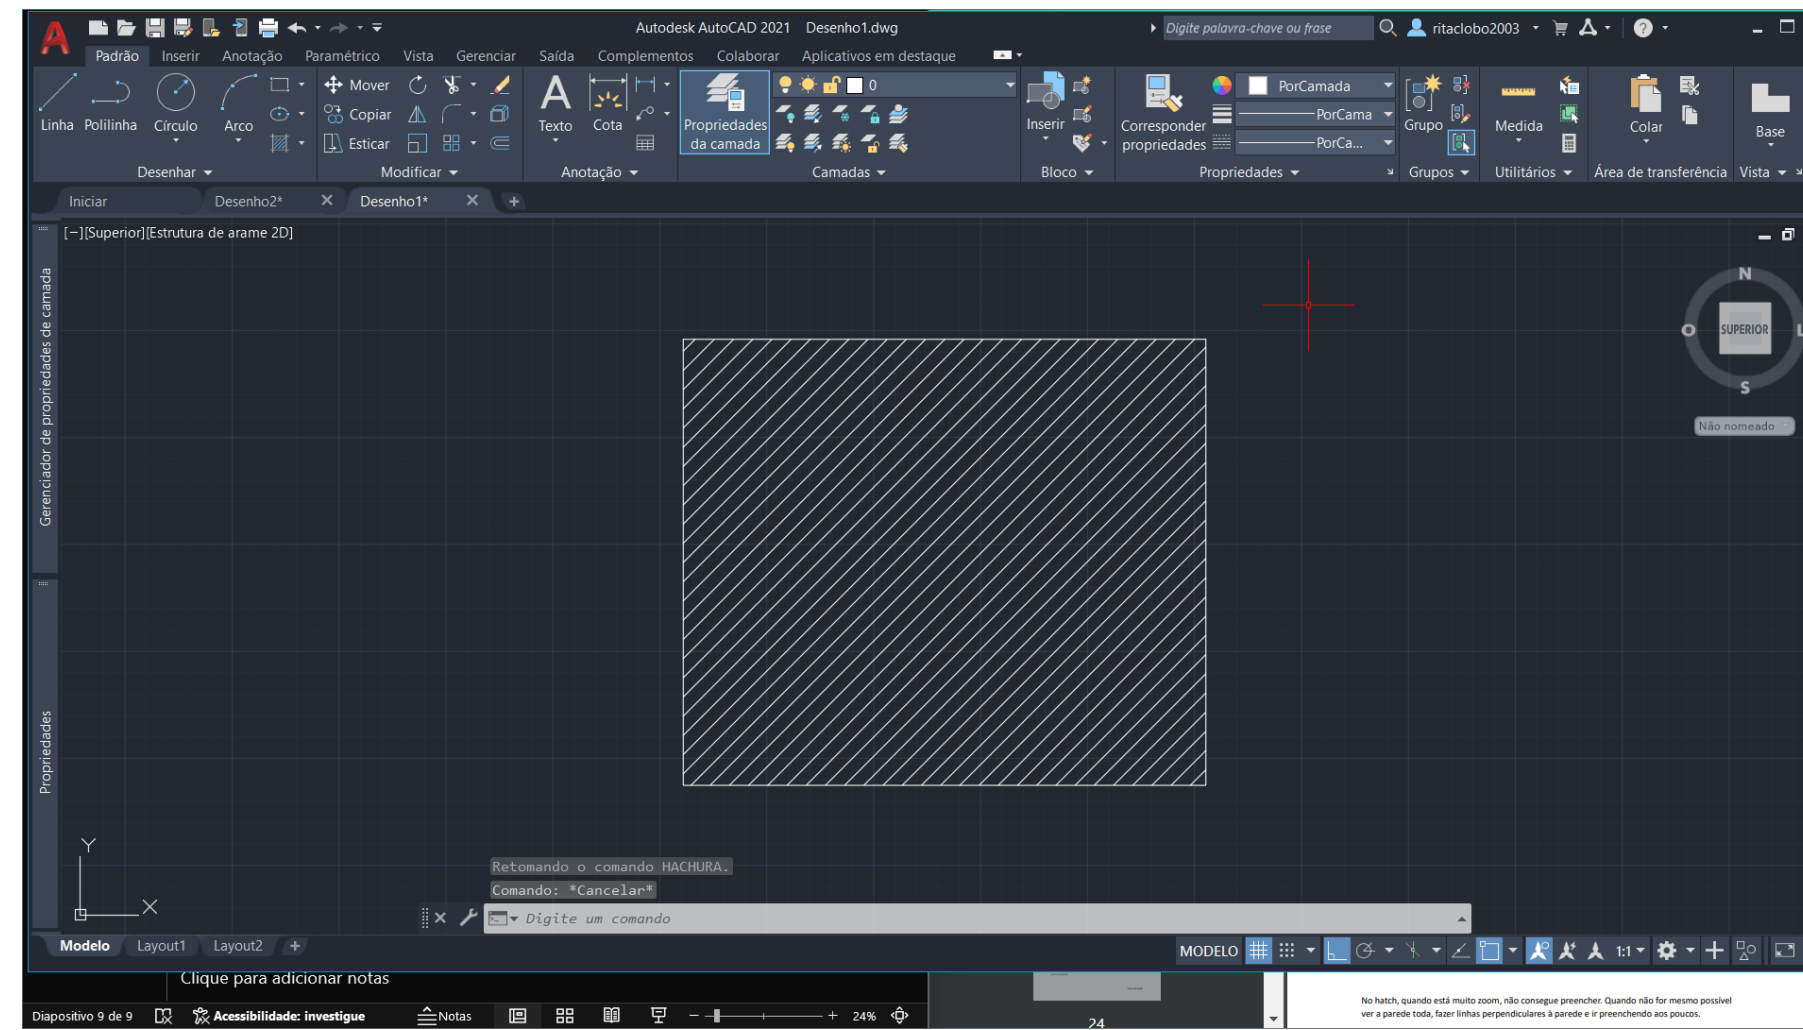 Autodesk AutoCAD 2021 Desenho1.dwg
Digite palavra-chave ou frase
ritaclobo2003
Padrão Inserir Anotação Paramétrico Vista Gerenciar Saída Complementos Colaborar Aplicativos em destaque
Linha Polilinha Círculo Arco
Mover
Copiar
Esticar
Texto Cota
Propriedades
da camada
0
Inserir
Corresponder
propriedades
PorCamada
PorCama
PorCa...
Grupo
Medida
Colar
Base
Desenhar Modificar Anotação Camadas Bloco Propriedades Grupos Utilitários Área de transferência Vista
Iniciar Desenho2* Desenho1*
[−][Superior][Estrutura de arame 2D]
Gerenciador de propriedades de camada
Propriedades
N
O SUPERIOR L
S
Não nomeado
Y
X
Retomando o comando HACHURA.
Comando: *Cancelar*
Digite um comando
Modelo Layout1 Layout2 +
MODELO 1:1
Clique para adicionar notas
Diapositivo 9 de 9 Acessibilidade: investigue Notas 24%
24
No hatch, quando está muito zoom, não consegue preencher. Quando não for mesmo possível
ver a parede toda, fazer linhas perpendiculares à parede e ir preenchendo aos poucos.